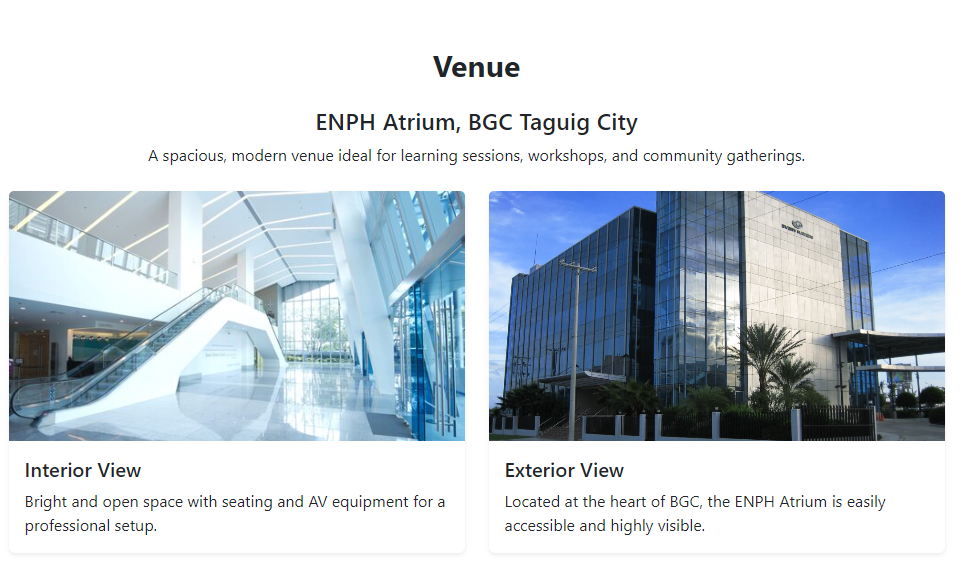 Venue
ENPH Atrium, BGC Taguig City
A spacious, modern venue ideal for learning sessions, workshops, and community gatherings.
Interior View
Bright and open space with seating and AV equipment for a
professional setup.
Exterior View
Located at the heart of BGC, the ENPH Atrium is easily
accessible and highly visible.